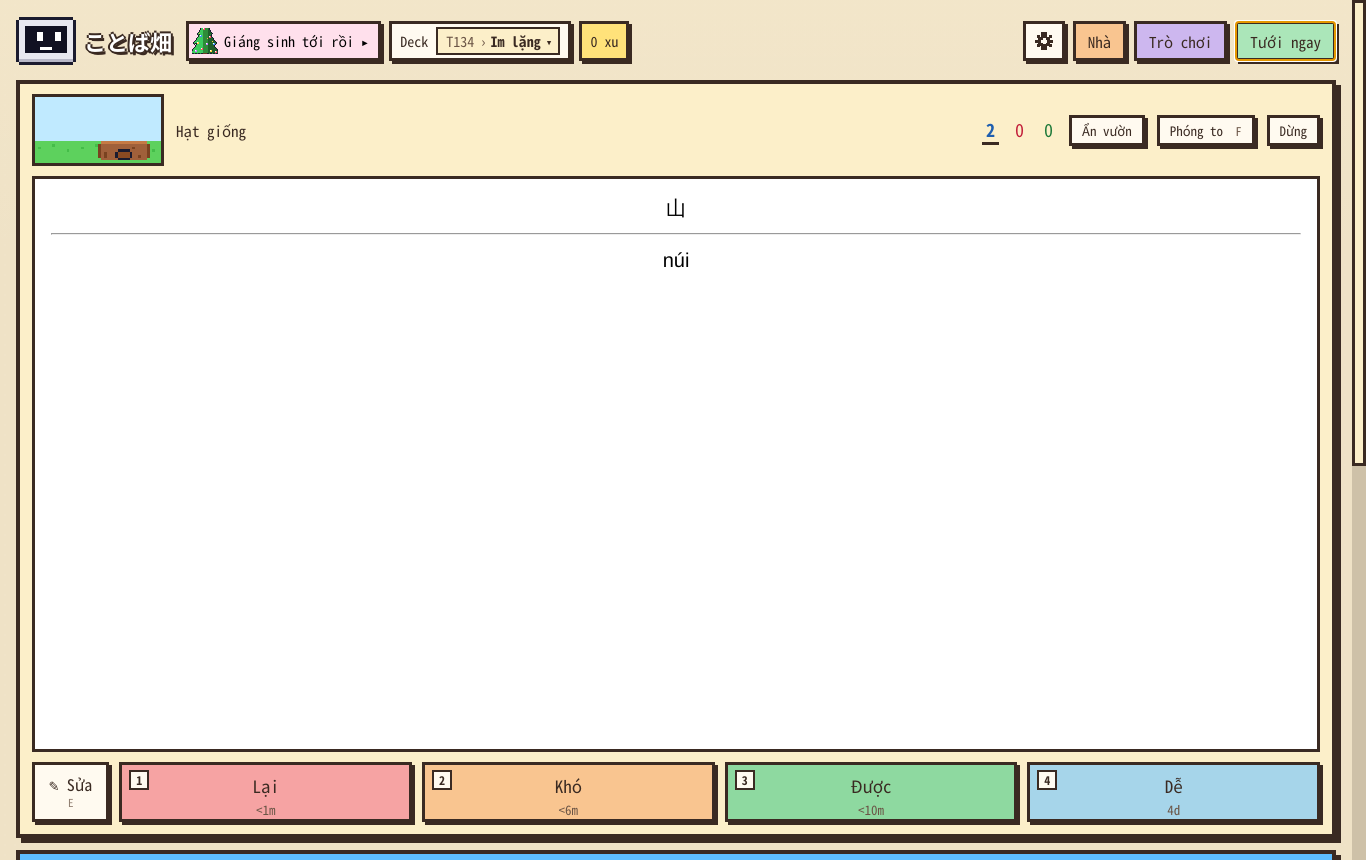 ことば畑
Giáng sinh tới rồi ▸
Deck T134 › Im lặng ▾
0 xu
Nhà
Trò chơi
Tưới ngay
Hạt giống
2 0 0
Ẩn vườn
Phóng to F
Dừng
山
núi
✎ Sửa
E
1 Lại
<1m
2 Khó
<6m
3 Được
<10m
4 Dễ
4d